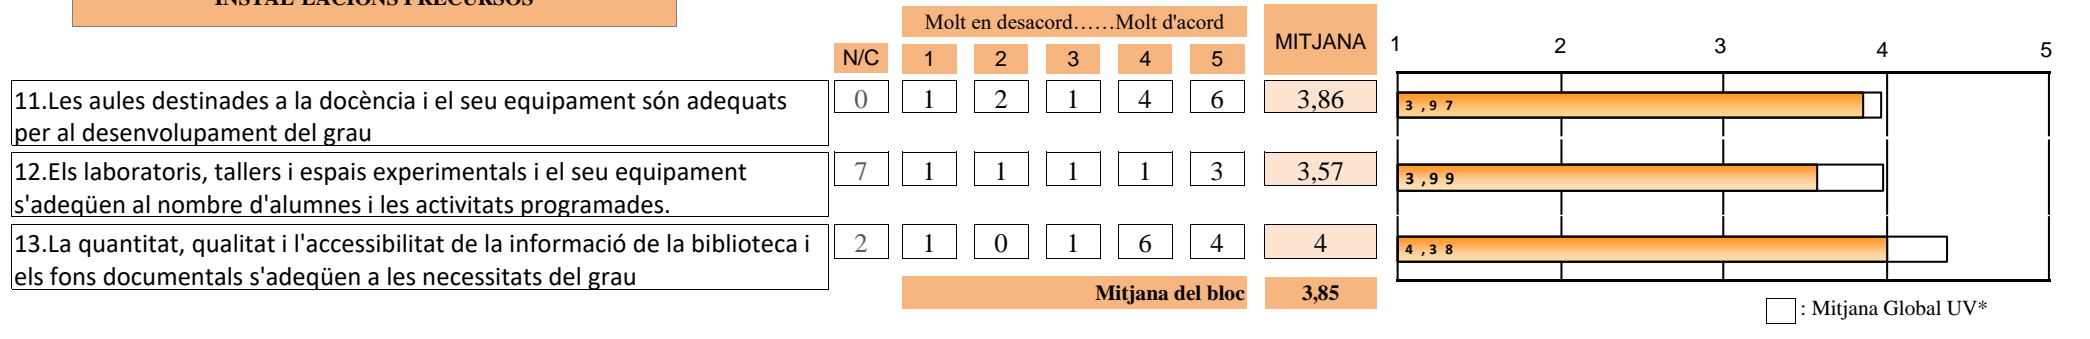 INSTAL·LACIONS I RECURSOS
Molt en desacord……Molt d'acord
MITJANA
N/C 1 2 3 4 5
1 2 3 4 5
11.Les aules destinades a la docència i el seu equipament són adequats
per al desenvolupament del grau
0 1 2 1 4 6 3,86
3,97
12.Els laboratoris, tallers i espais experimentals i el seu equipament
s'adeqüen al nombre d'alumnes i les activitats programades.
7 1 1 1 1 3 3,57
3,99
13.La quantitat, qualitat i l'accessibilitat de la informació de la biblioteca i
els fons documentals s'adeqüen a les necessitats del grau
2 1 0 1 6 4 4
4,38
Mitjana del bloc 3,85
: Mitjana Global UV*